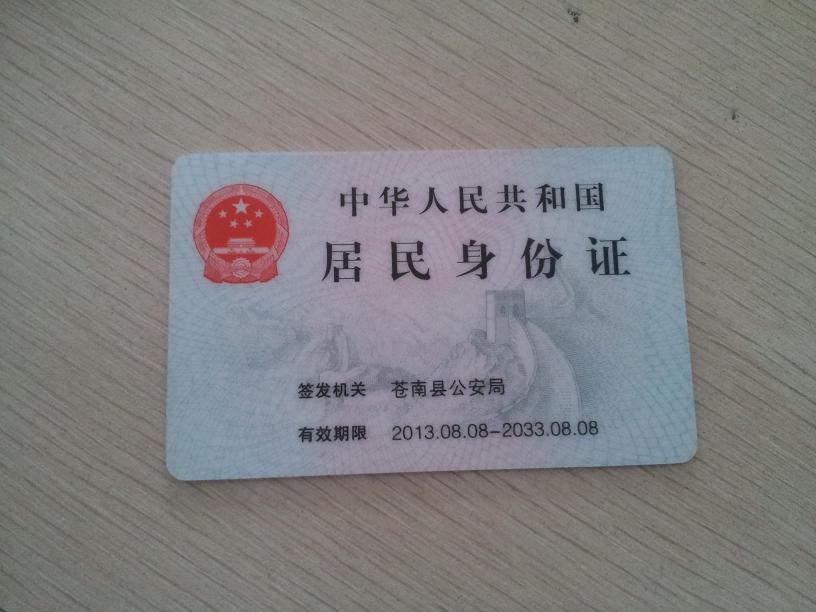 中华人民共和国
居民身份证
签发机关 苍南县公安局
有效期限 2013.08.08-2033.08.08